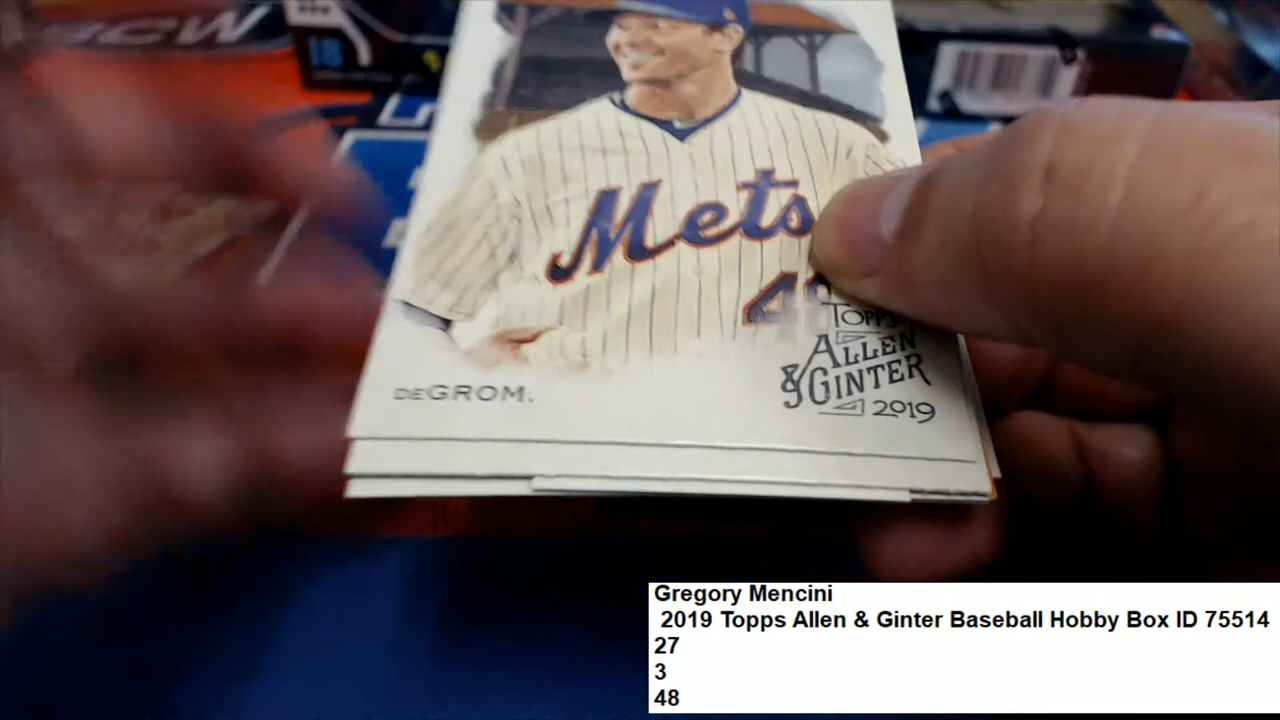 18
Mets
DEGROM.
TOPPS
ALLEN
& GINTER
2019
Gregory Mencini
2019 Topps Allen & Ginter Baseball Hobby Box ID 75514
27
3
48